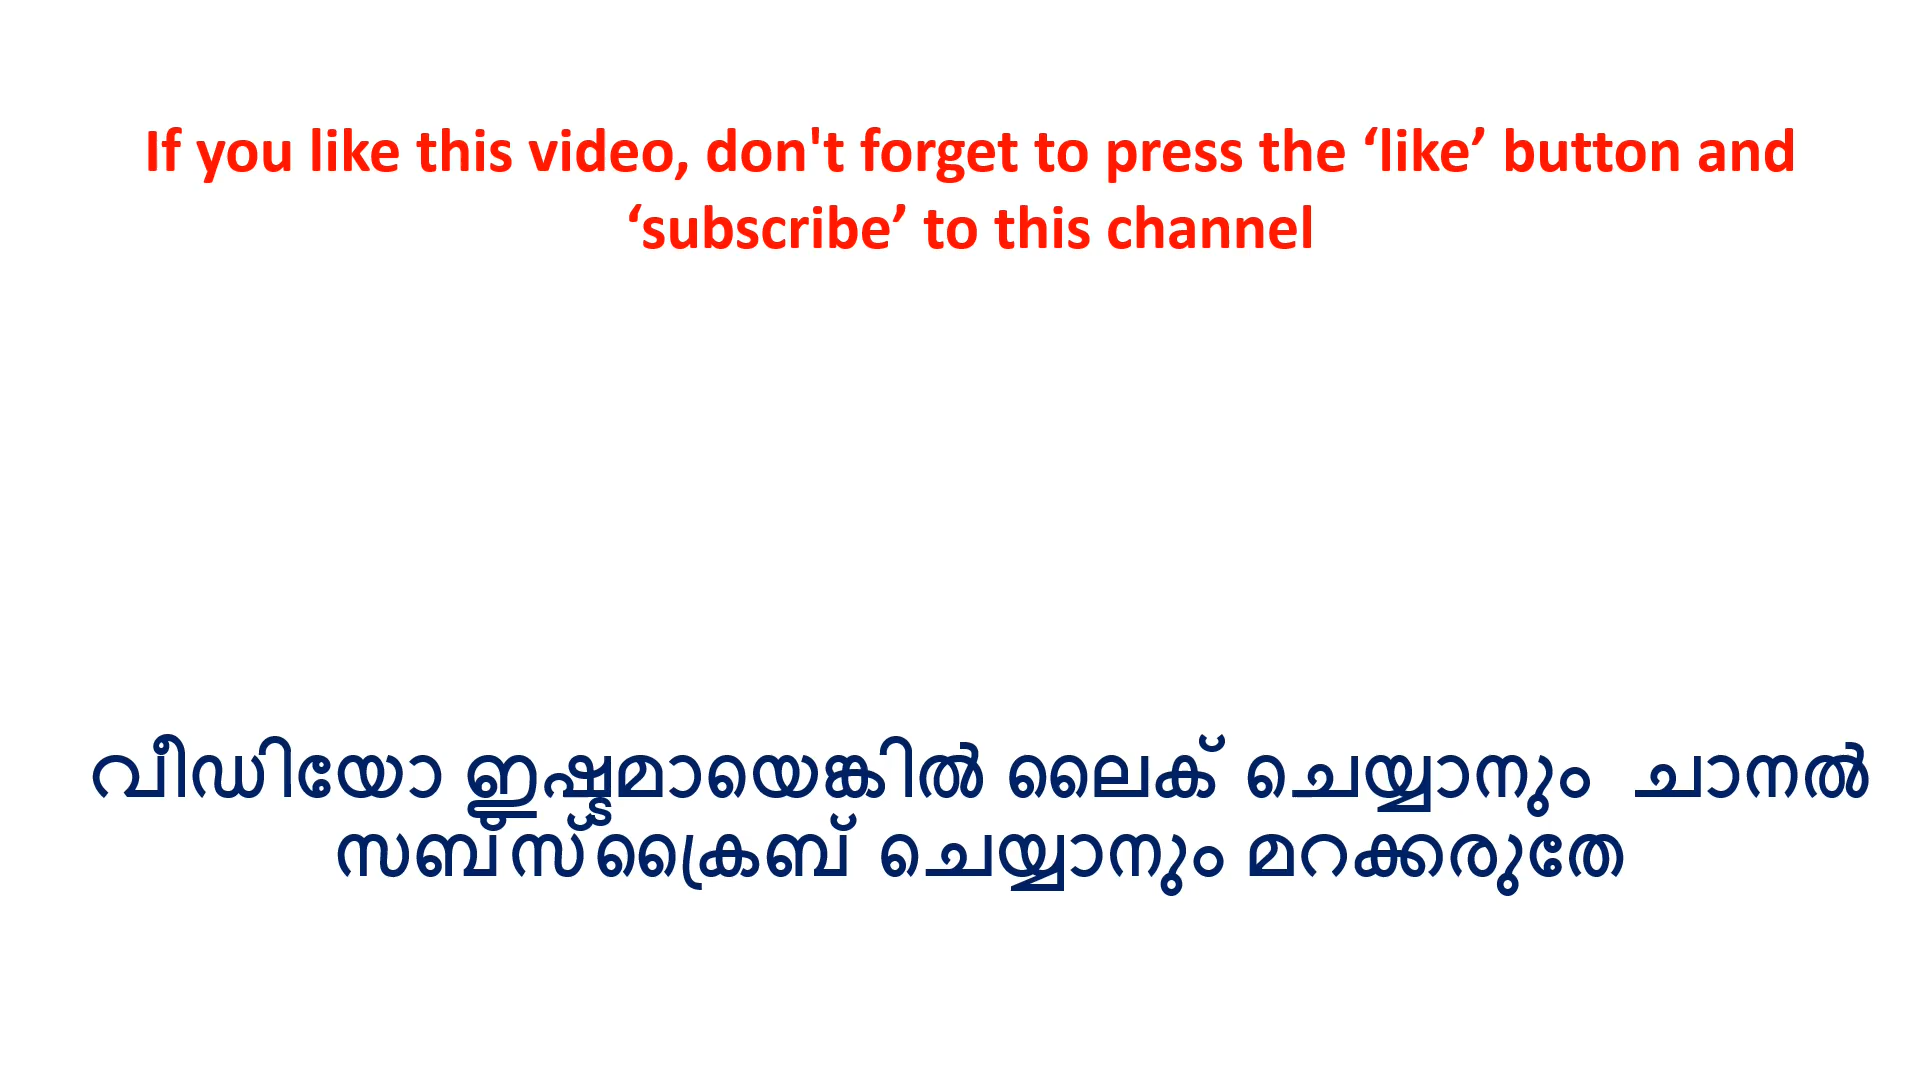 If you like this video, don't forget to press the ‘like’ button and
‘subscribe’ to this channel
വീഡിയോ ഇഷ്ടമായെങ്കിൽ ലൈക് ചെയ്യാനും ചാനൽ
സബ്സ്ക്രൈബ് ചെയ്യാനും മറക്കരുതേ